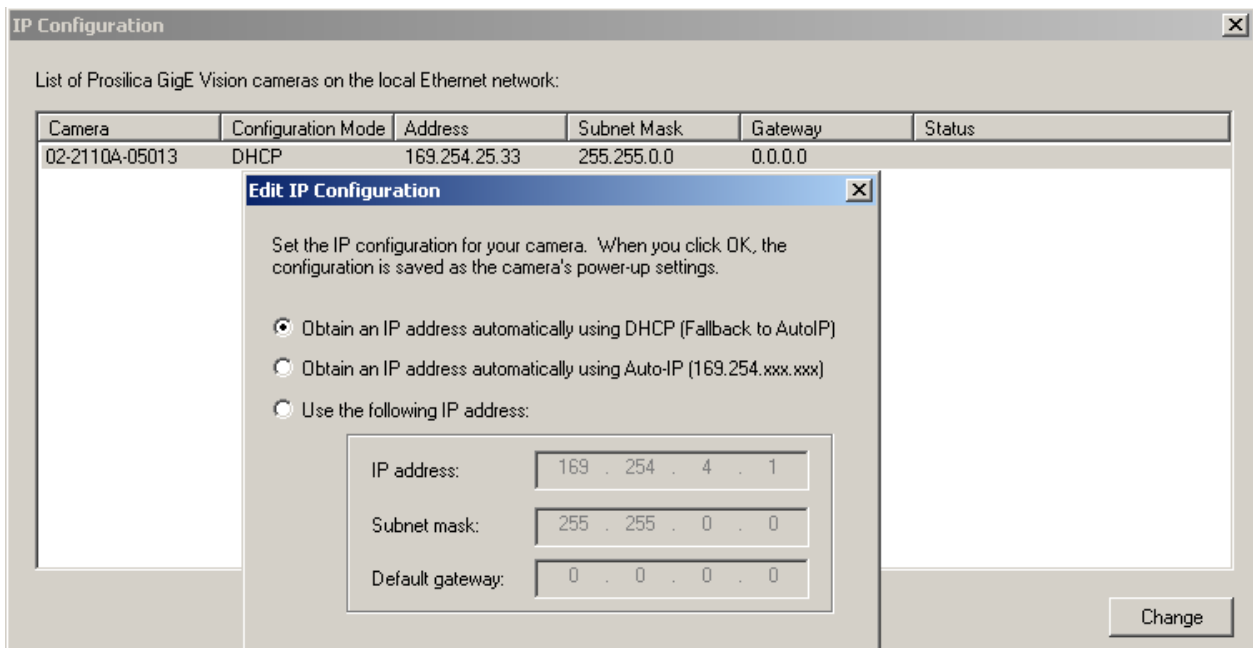 IP Configuration
List of Prosilica GigE Vision cameras on the local Ethernet network:
Camera Configuration Mode Address Subnet Mask Gateway Status
02-2110A-05013 DHCP 169.254.25.33 255.255.0.0 0.0.0.0
Edit IP Configuration
Set the IP configuration for your camera. When you click OK, the
configuration is saved as the camera's power-up settings.
Obtain an IP address automatically using DHCP (Fallback to AutoIP)
Obtain an IP address automatically using Auto-IP (169.254.xxx.xxx)
Use the following IP address:
IP address: 169 . 254 . 4 . 1
Subnet mask: 255 . 255 . 0 . 0
Default gateway: 0 . 0 . 0 . 0
Change